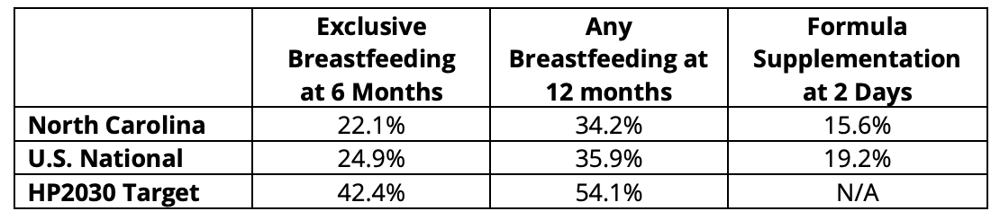 Exclusive Breastfeeding at 6 Months
Any Breastfeeding at 12 months
Formula Supplementation at 2 Days
North Carolina 22.1% 34.2% 15.6%
U.S. National 24.9% 35.9% 19.2%
HP2030 Target 42.4% 54.1% N/A